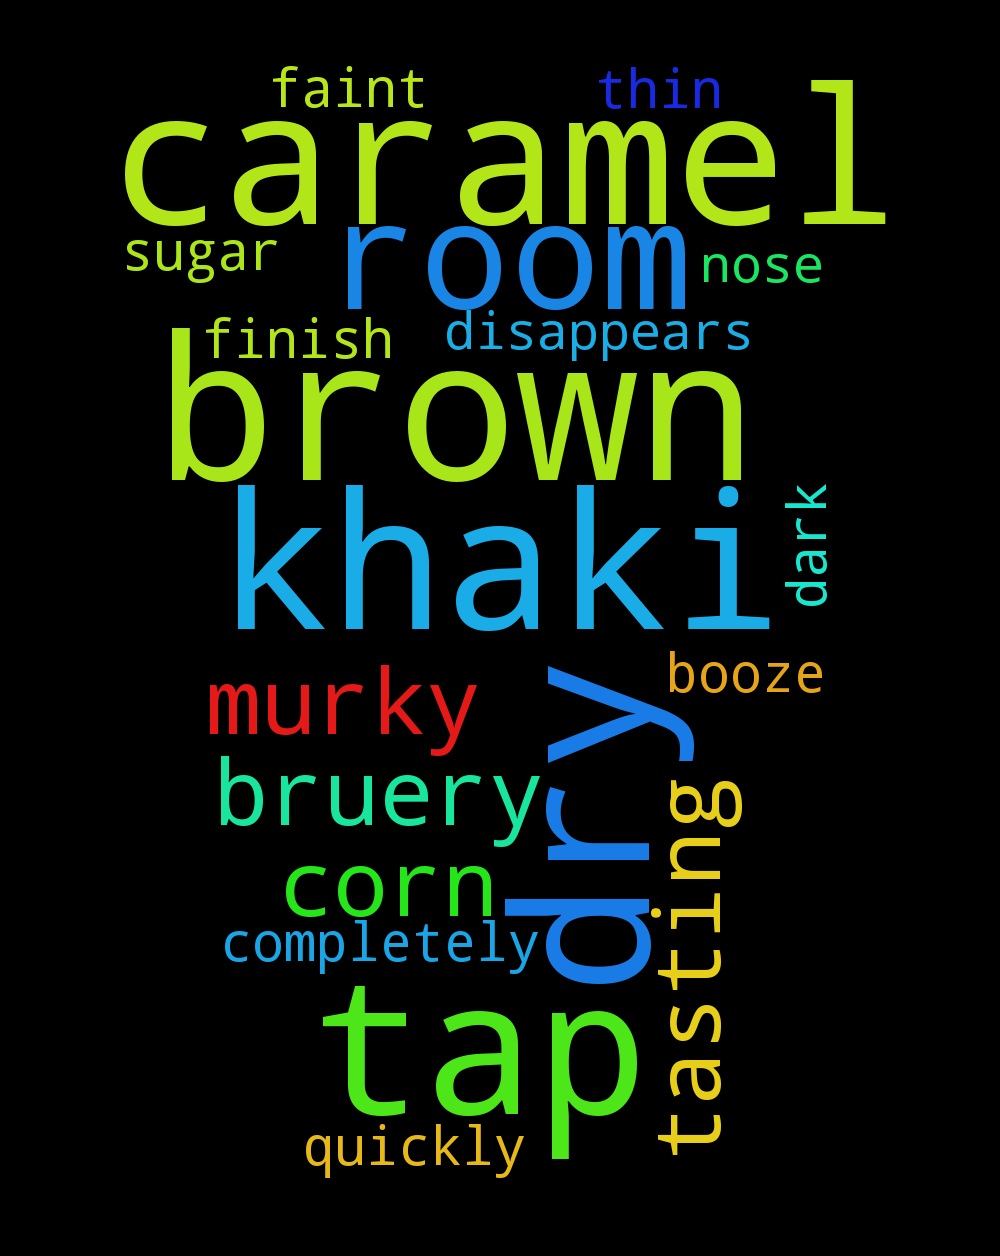 faint thin
caramel
sugar room nose
finish disappears
brown
khaki
dark
murky booze
bruery dry
corn tasting
completely
tap
quickly